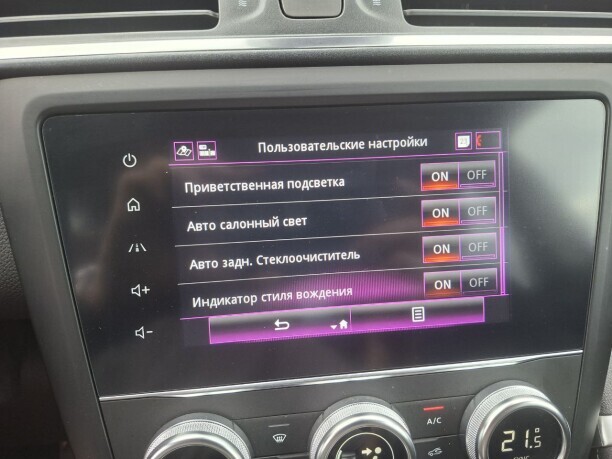 Пользовательские настройки
Приветственная подсветка ON OFF
Авто салонный свет ON OFF
Авто задн. Стеклоочиститель ON OFF
Индикатор стиля вождения ON OFF
A/C
21.5